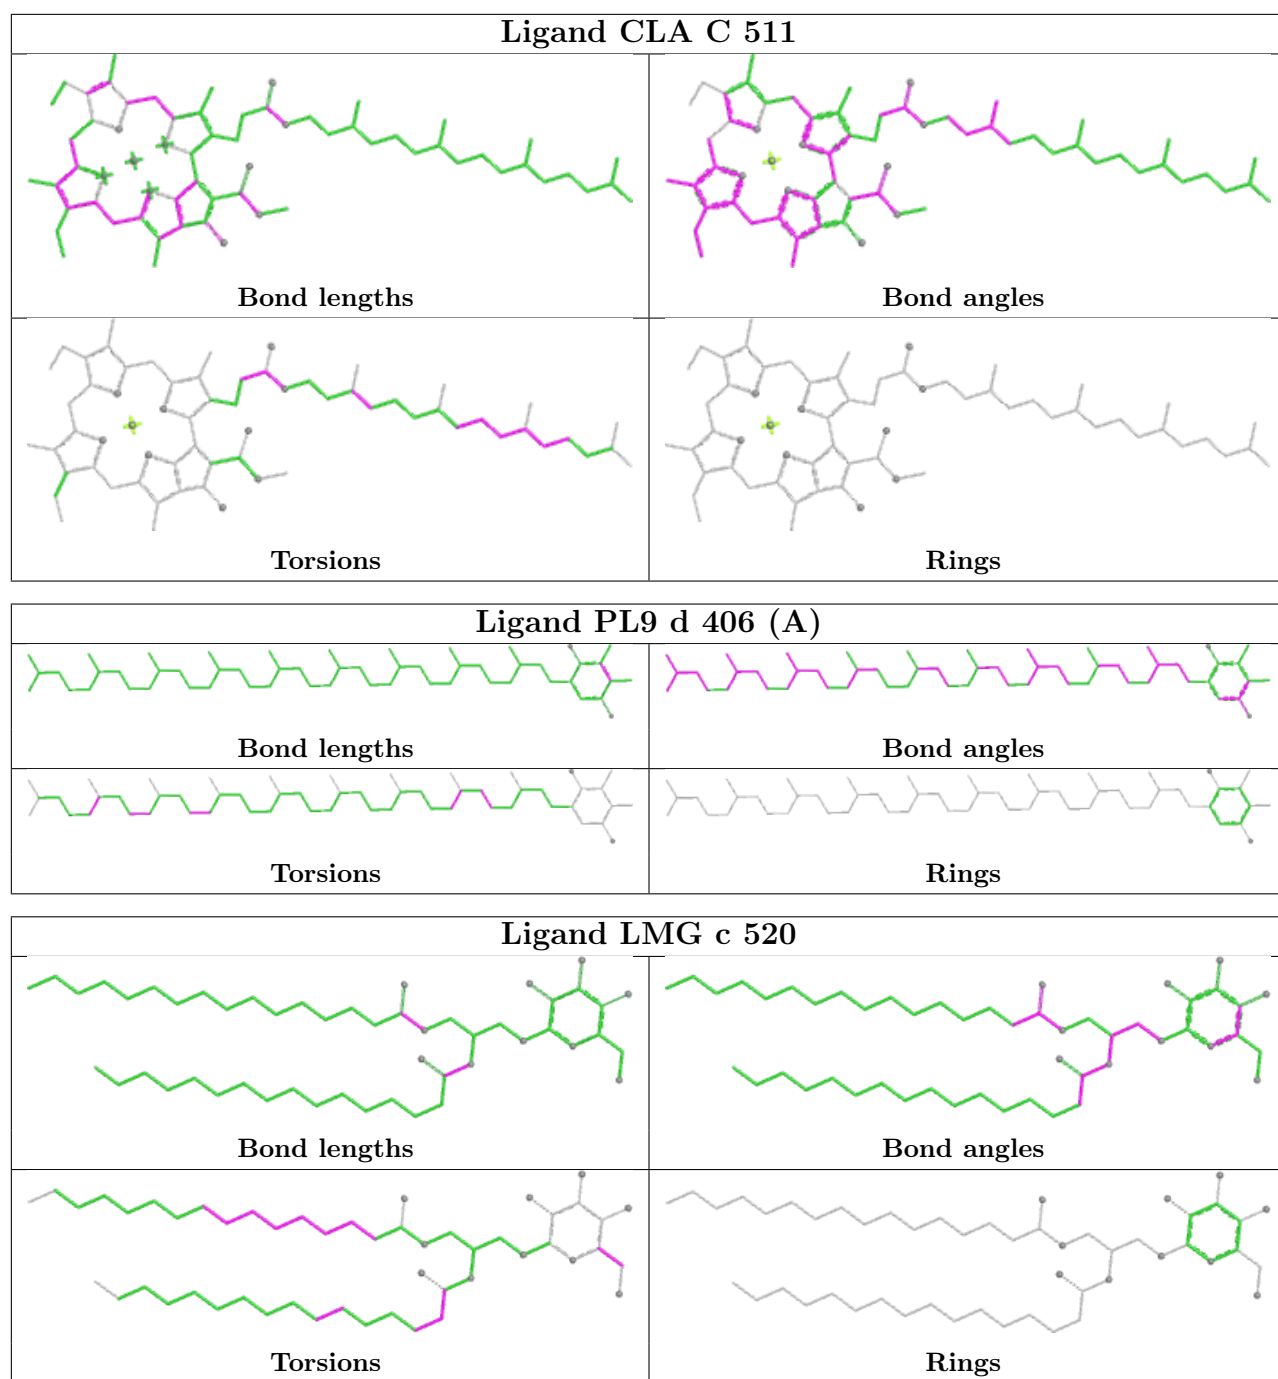 Ligand CLA C 511
Bond lengths
Bond angles
Torsions
Rings
Ligand PL9 d 406 (A)
Bond lengths
Bond angles
Torsions
Rings
Ligand LMG c 520
Bond lengths
Bond angles
Torsions
Rings